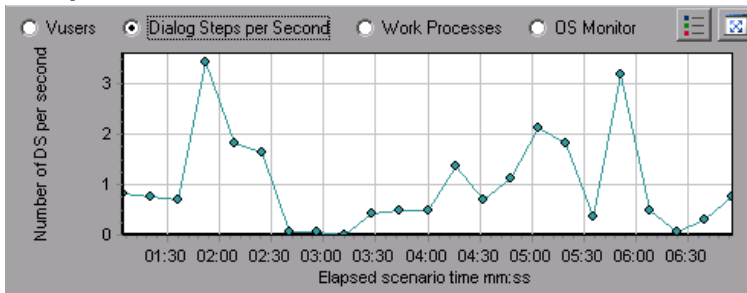 Vusers Dialog Steps per Second Work Processes OS Monitor
Number of DS per second
3
2
1
0
01:30 02:00 02:30 03:00 03:30 04:00 04:30 05:00 05:30 06:00 06:30
Elapsed scenario time mm:ss